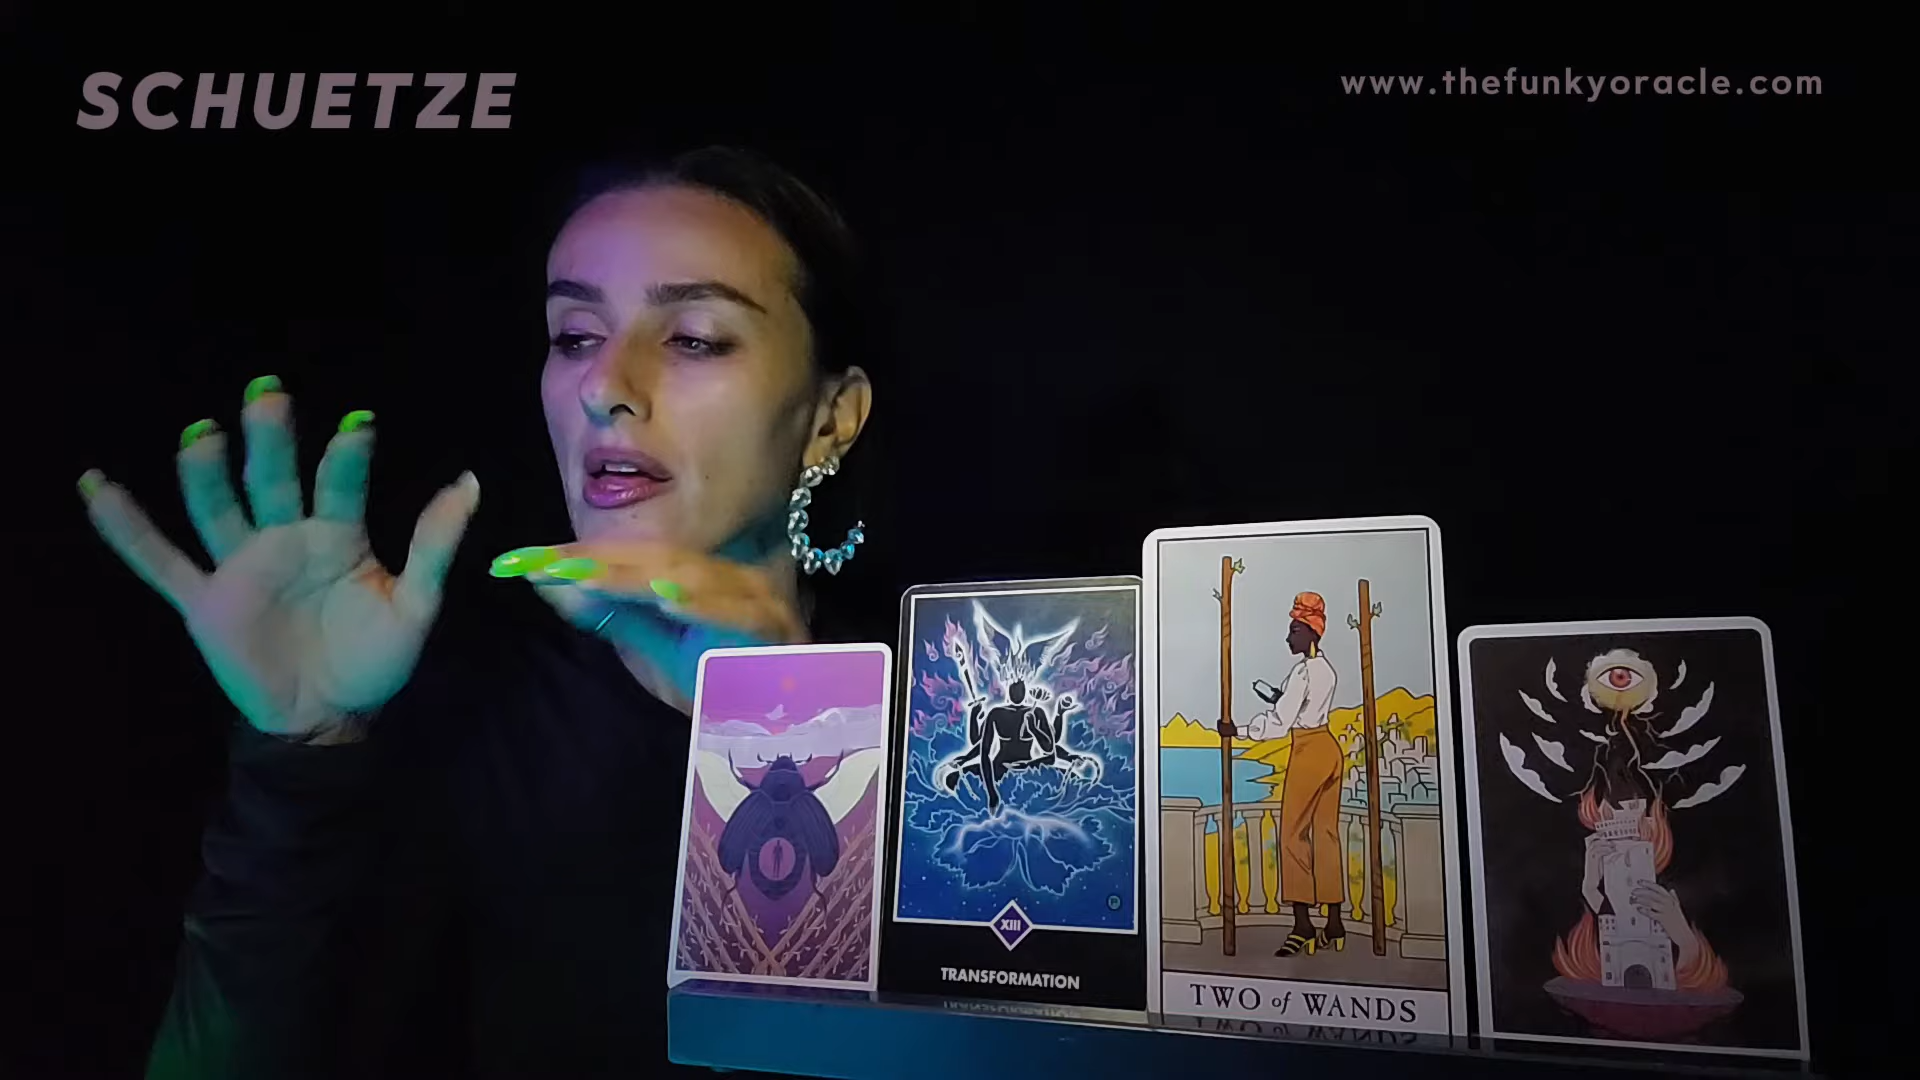 SCHUETZE
www.thefunkyoracle.com
XIII
TRANSFORMATION
TWO of WANDS